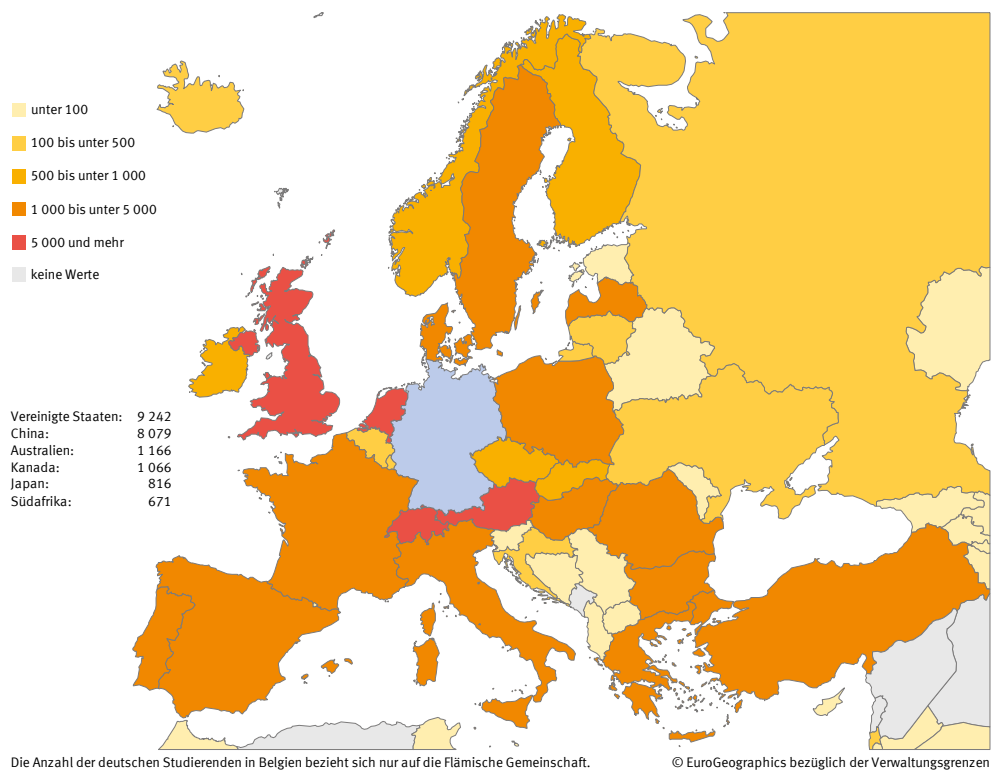 unter 100
100 bis unter 500
500 bis unter 1 000
1 000 bis unter 5 000
5 000 und mehr
keine Werte
Vereinigte Staaten: 9 242
China: 8 079
Australien: 1 166
Kanada: 1 066
Japan: 816
Südafrika: 671
Die Anzahl der deutschen Studierenden in Belgien bezieht sich nur auf die Flämische Gemeinschaft.
© EuroGeographics bezüglich der Verwaltungsgrenzen